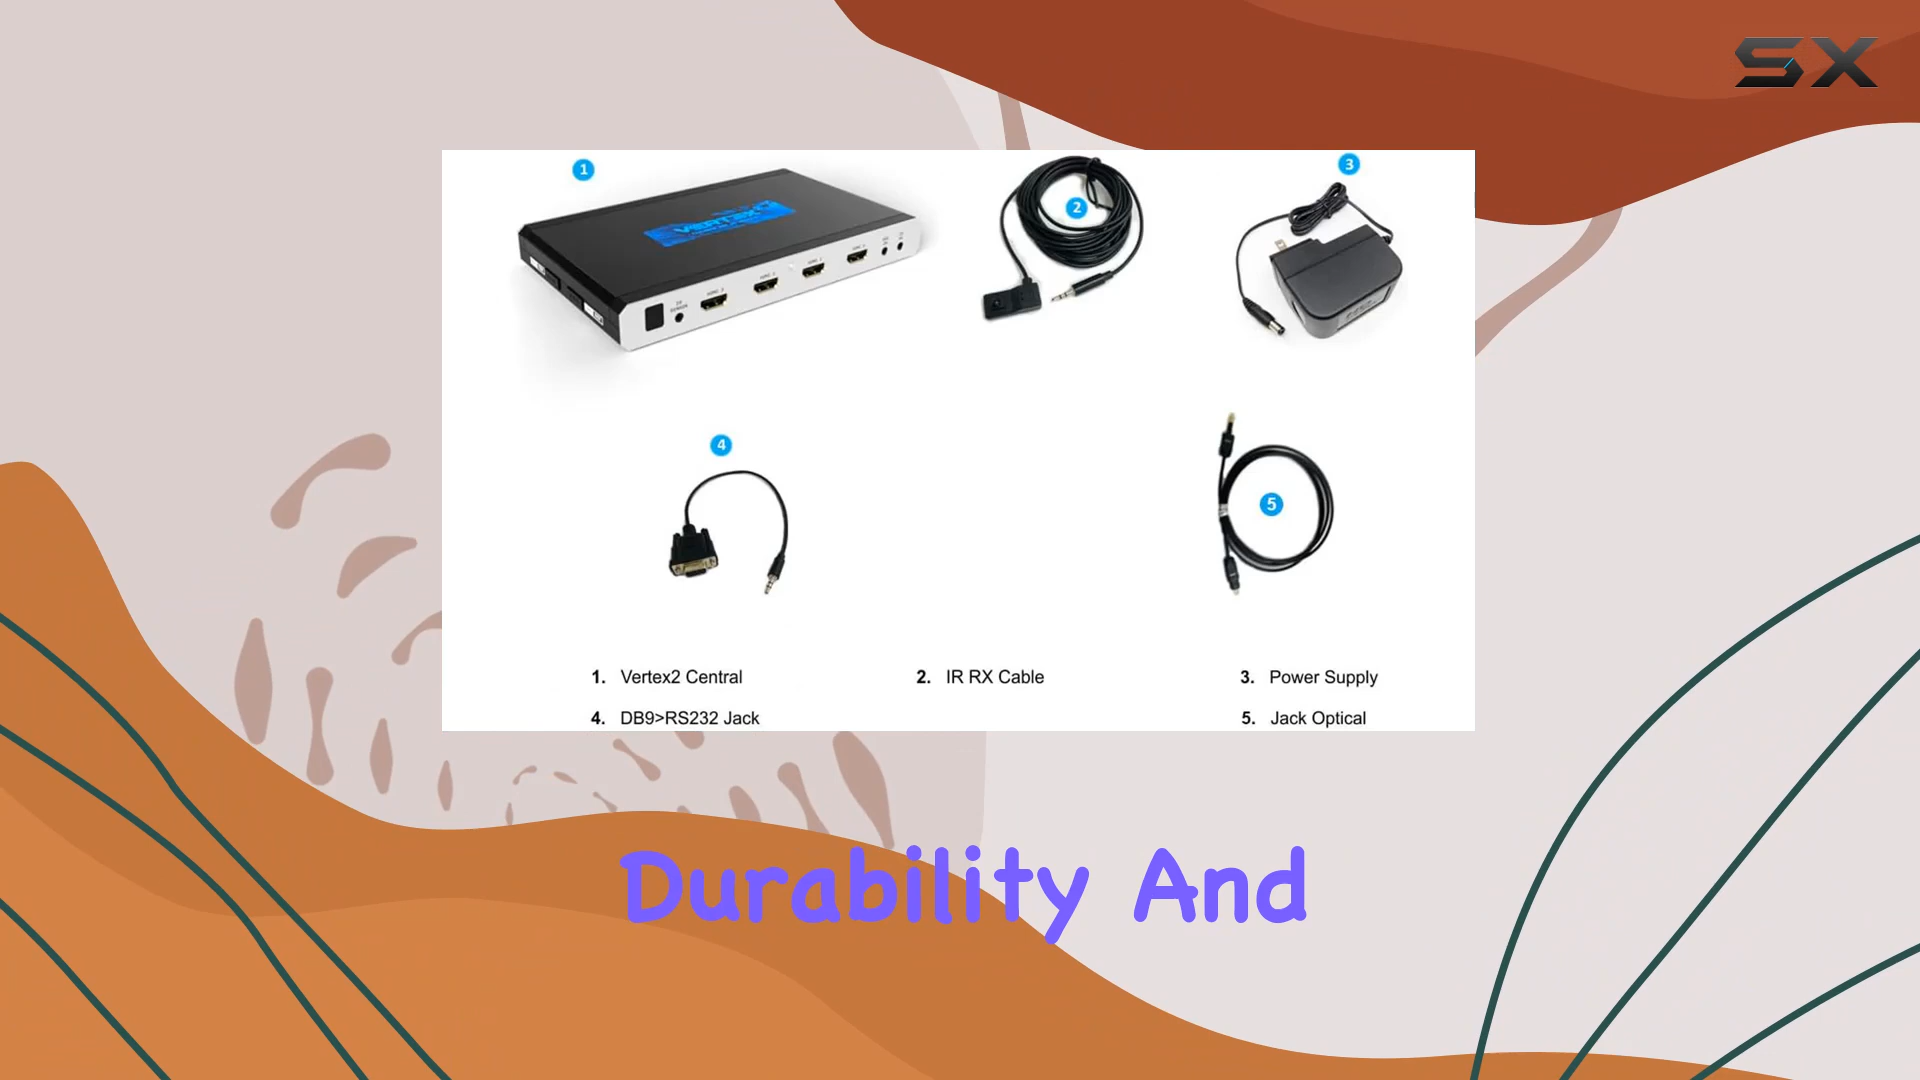 SX
1
2
3
VERTEX²
4
5
1. Vertex2 Central
2. IR RX Cable
3. Power Supply
4. DB9>RS232 Jack
5. Jack Optical
Durability And